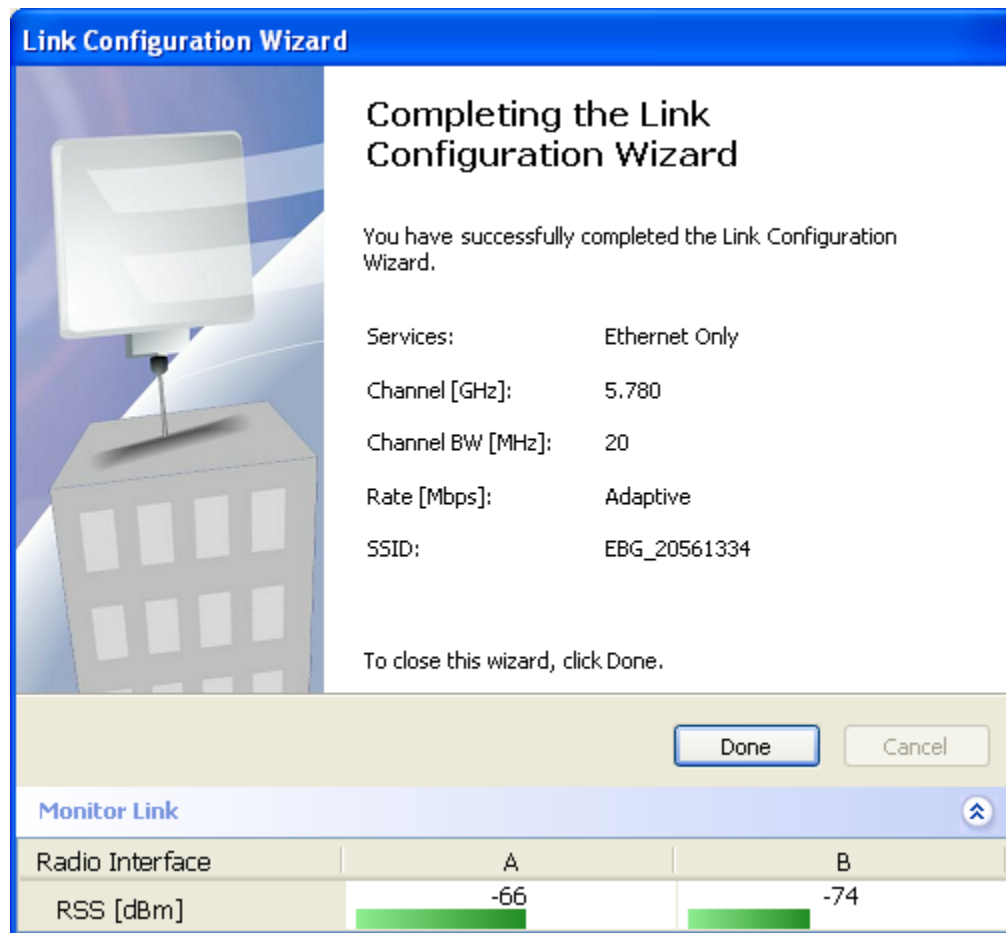 Link Configuration Wizard
Completing the Link
Configuration Wizard
You have successfully completed the Link Configuration
Wizard.
Services: Ethernet Only
Channel [GHz]: 5.780
Channel BW [MHz]: 20
Rate [Mbps]: Adaptive
SSID: EBG_20561334
To close this wizard, click Done.
Done Cancel
Monitor Link
Radio Interface A B
RSS [dBm] -66 -74